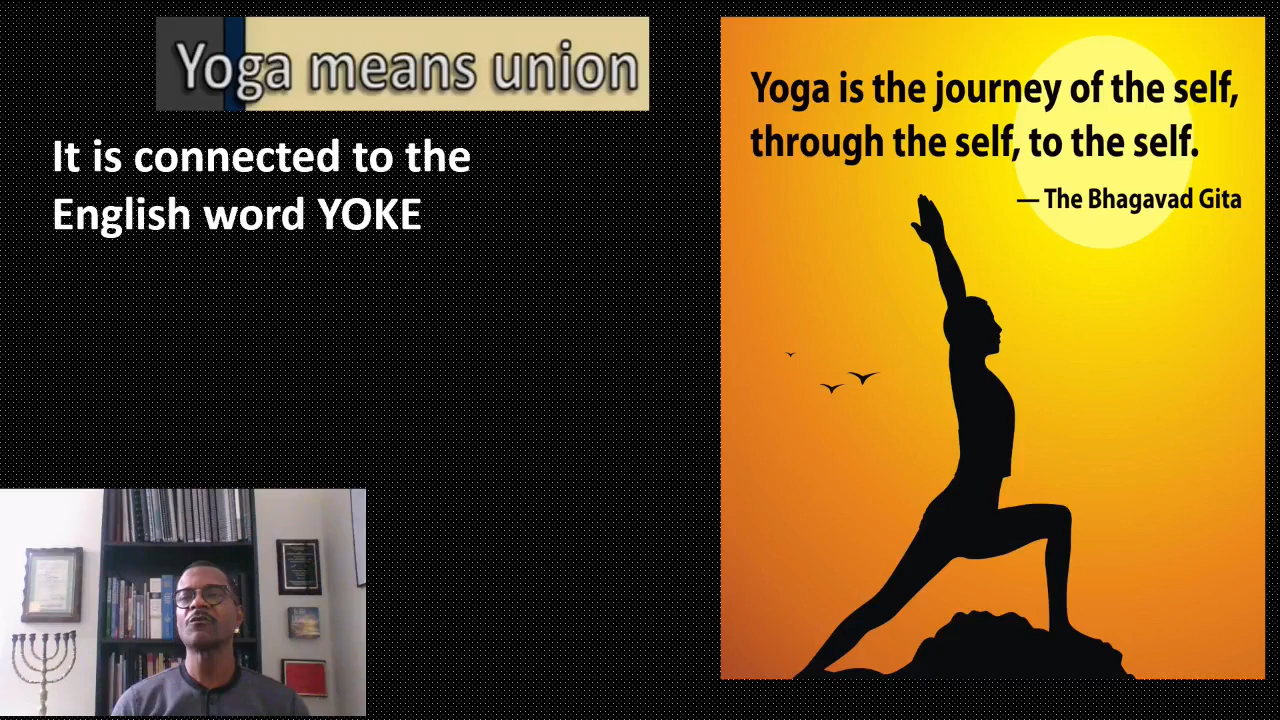 Yoga means union
It is connected to the
English word YOKE
Yoga is the journey of the self,
through the self, to the self.
— The Bhagavad Gita